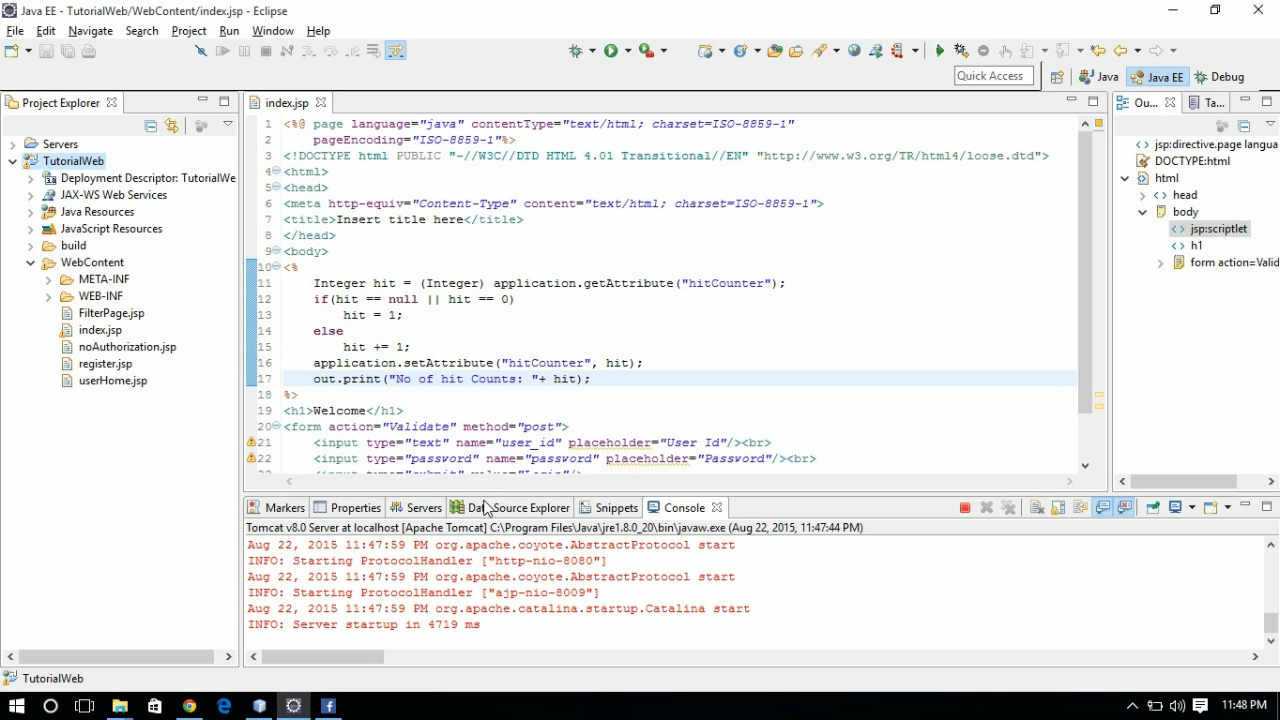 Java EE - TutorialWeb/WebContent/index.jsp - Eclipse
File Edit Navigate Search Project Run Window Help
Quick Access
Java
Java EE
Debug
Project Explorer
index.jsp
Ou...
Ta...
Servers
TutorialWeb
Deployment Descriptor: TutorialWe
JAX-WS Web Services
Java Resources
JavaScript Resources
build
WebContent
META-INF
WEB-INF
FilterPage.jsp
index.jsp
noAuthorization.jsp
register.jsp
userHome.jsp
1 <%@ page language="java" contentType="text/html; charset=ISO-8859-1"
2 pageEncoding="ISO-8859-1"%>
3 <!DOCTYPE html PUBLIC "-//W3C//DTD HTML 4.01 Transitional//EN" "http://www.w3.org/TR/html4/loose.dtd">
4 <html>
5 <head>
6 <meta http-equiv="Content-Type" content="text/html; charset=ISO-8859-1">
7 <title>Insert title here</title>
8 </head>
9 <body>
10 <%
11 Integer hit = (Integer) application.getAttribute("hitCounter");
12 if(hit == null || hit == 0)
13 hit = 1;
14 else
15 hit += 1;
16 application.setAttribute("hitCounter", hit);
17 out.print("No of hit Counts: "+ hit);
18 %>
19 <h1>Welcome</h1>
20 <form action="Validate" method="post">
21 <input type="text" name="user_id" placeholder="User Id"/><br>
22 <input type="password" name="password" placeholder="Password"/><br>
jsp:directive.page langua
DOCTYPE:html
html
head
body
jsp:scriptlet
h1
form action=Valid
Markers
Properties
Servers
Source Explorer
Snippets
Console
Tomcat v8.0 Server at localhost [Apache Tomcat] C:\Program Files\Java\jre1.8.0_20\bin\javaw.exe (Aug 22, 2015, 11:47:44 PM)
Aug 22, 2015 11:47:59 PM org.apache.coyote.AbstractProtocol start
INFO: Starting ProtocolHandler ["http-nio-8080"]
Aug 22, 2015 11:47:59 PM org.apache.coyote.AbstractProtocol start
INFO: Starting ProtocolHandler ["ajp-nio-8009"]
Aug 22, 2015 11:47:59 PM org.apache.catalina.startup.Catalina start
INFO: Server startup in 4719 ms
TutorialWeb
11:48 PM